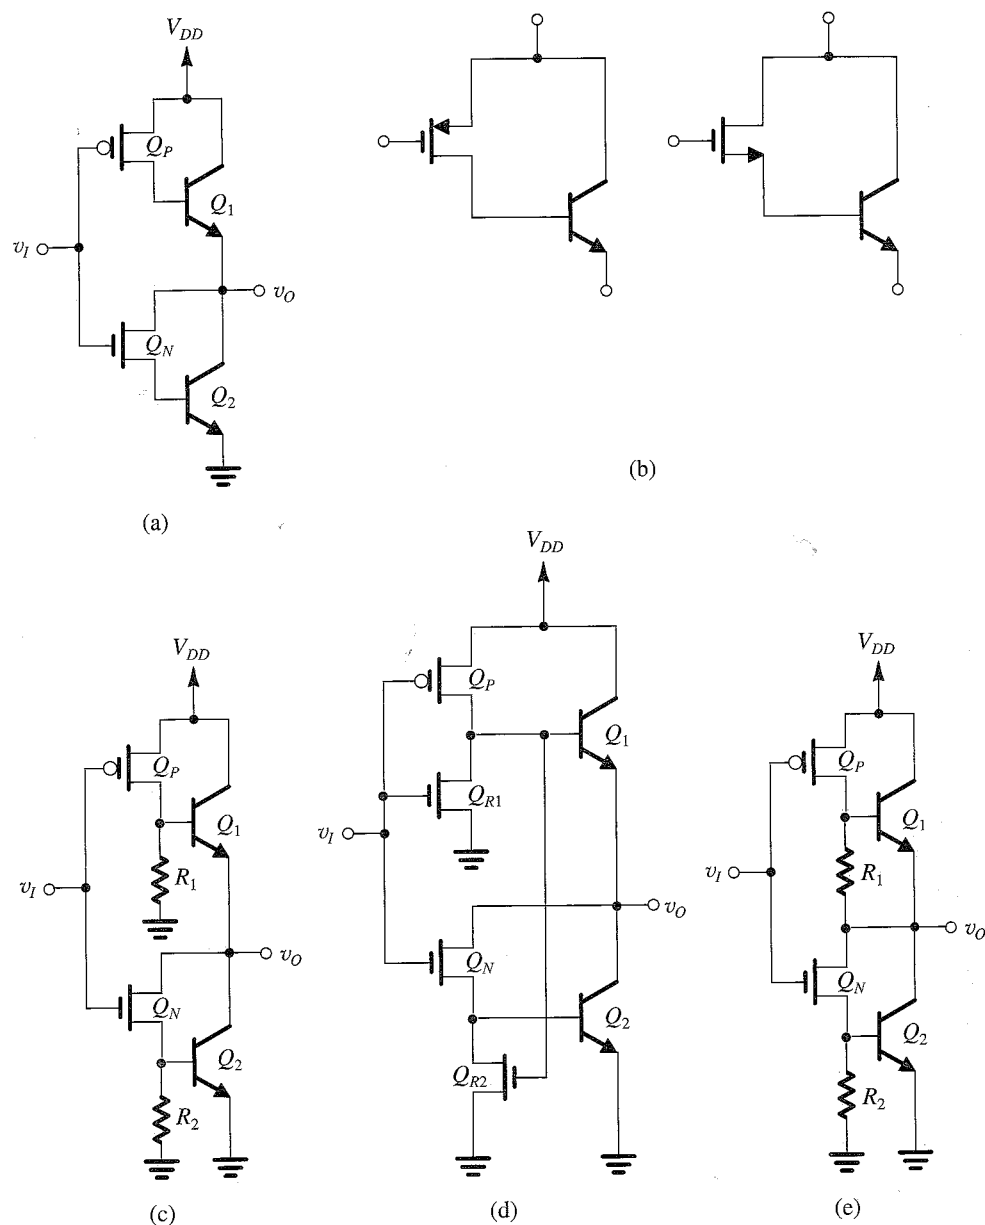 V_DD
Q_P
Q_1
v_I
v_O
Q_N
Q_2
(a)
(b)
V_DD
Q_P
Q_1
R_1
v_I
v_O
Q_N
Q_2
R_2
(c)
V_DD
Q_P
Q_1
Q_R1
v_I
v_O
Q_N
Q_2
Q_R2
(d)
V_DD
Q_P
Q_1
v_I
R_1
v_O
Q_N
Q_2
R_2
(e)